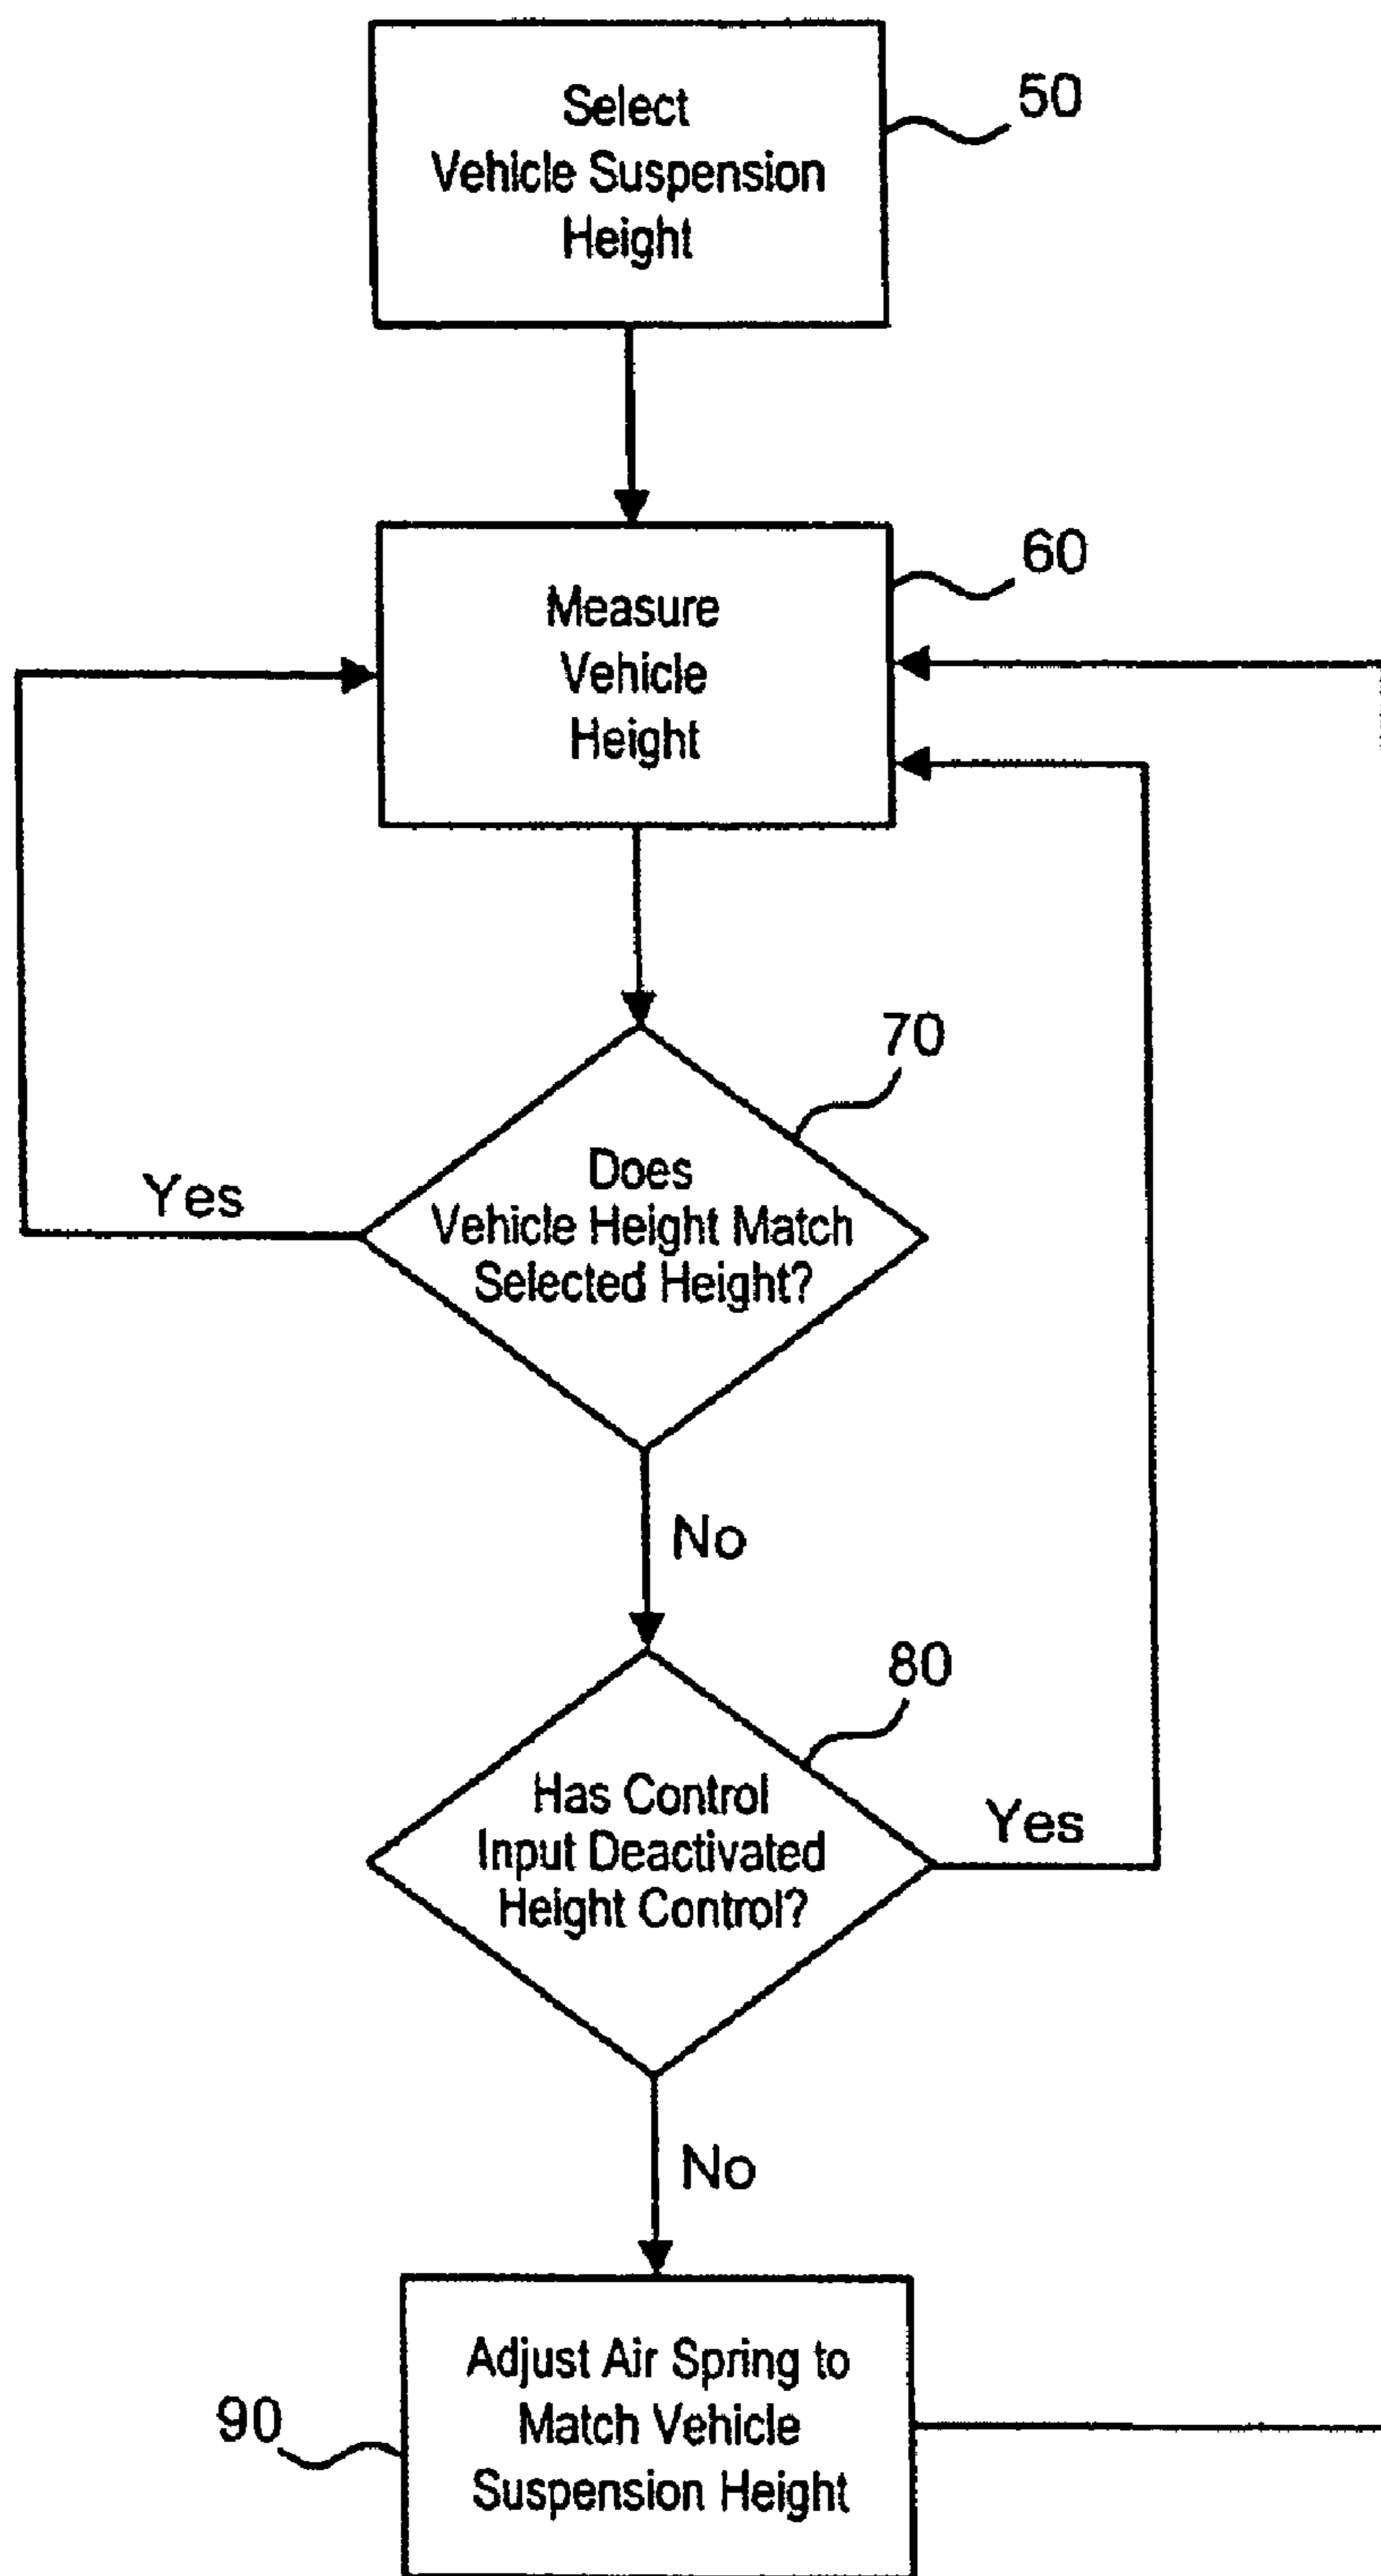 Select
Vehicle Suspension
Height
50
Measure
Vehicle
Height
60
Does
Vehicle Height Match
Selected Height?
70
Yes
No
Has Control
Input Deactivated
Height Control?
80
Yes
No
Adjust Air Spring to
Match Vehicle
Suspension Height
90